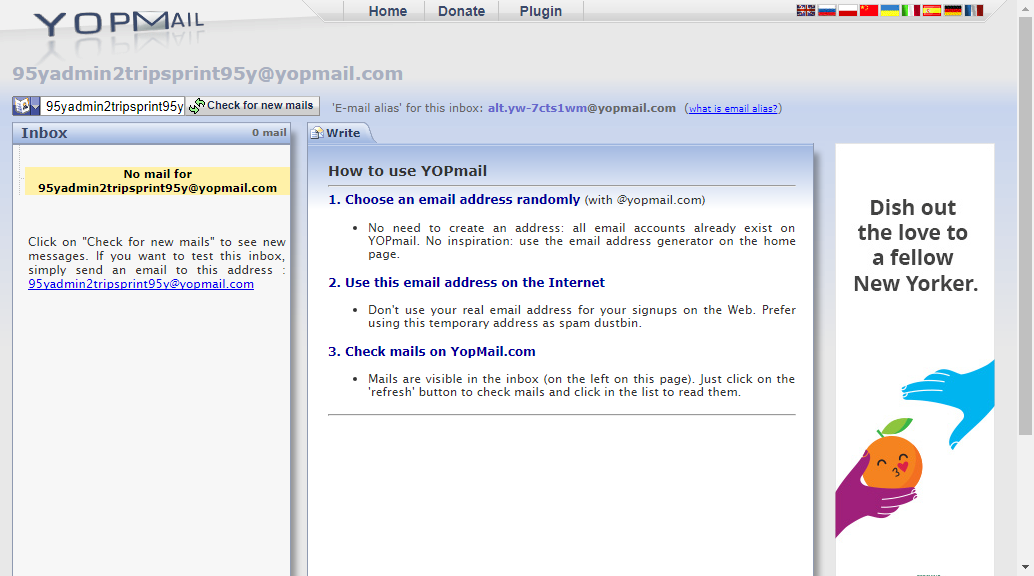 YOPMAIL
Home Donate Plugin
95yadmin2tripsprint95y@yopmail.com
95yadmin2tripsprint95y Check for new mails 'E-mail alias' for this inbox: alt.yw-7cts1wm@yopmail.com (what is email alias?)
Inbox 0 mail
No mail for
95yadmin2tripsprint95y@yopmail.com
Click on "Check for new mails" to see new
messages. If you want to test this inbox,
simply send an email to this address :
95yadmin2tripsprint95y@yopmail.com
Write
How to use YOPmail
1. Choose an email address randomly (with @yopmail.com)
• No need to create an address: all email accounts already exist on
YOPmail. No inspiration: use the email address generator on the home
page.
2. Use this email address on the Internet
• Don't use your real email address for your signups on the Web. Prefer
using this temporary address as spam dustbin.
3. Check mails on YopMail.com
• Mails are visible in the inbox (on the left on this page). Just click on the
'refresh' button to check mails and click in the list to read them.
Dish out
the love to
a fellow
New Yorker.